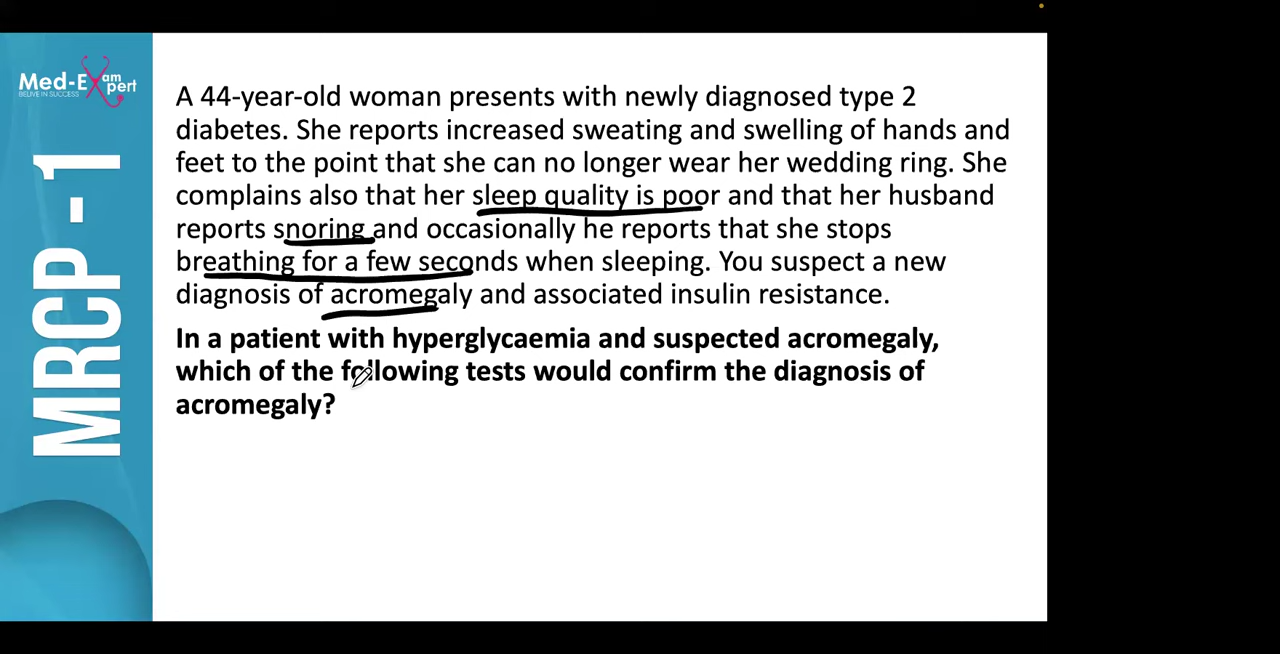 Med-Exam
pert
BELIVE IN SUCCESS
MRCP - 1
A 44-year-old woman presents with newly diagnosed type 2
diabetes. She reports increased sweating and swelling of hands and
feet to the point that she can no longer wear her wedding ring. She
complains also that her sleep quality is poor and that her husband
reports snoring and occasionally he reports that she stops
breathing for a few seconds when sleeping. You suspect a new
diagnosis of acromegaly and associated insulin resistance.
In a patient with hyperglycaemia and suspected acromegaly,
which of the following tests would confirm the diagnosis of
acromegaly?